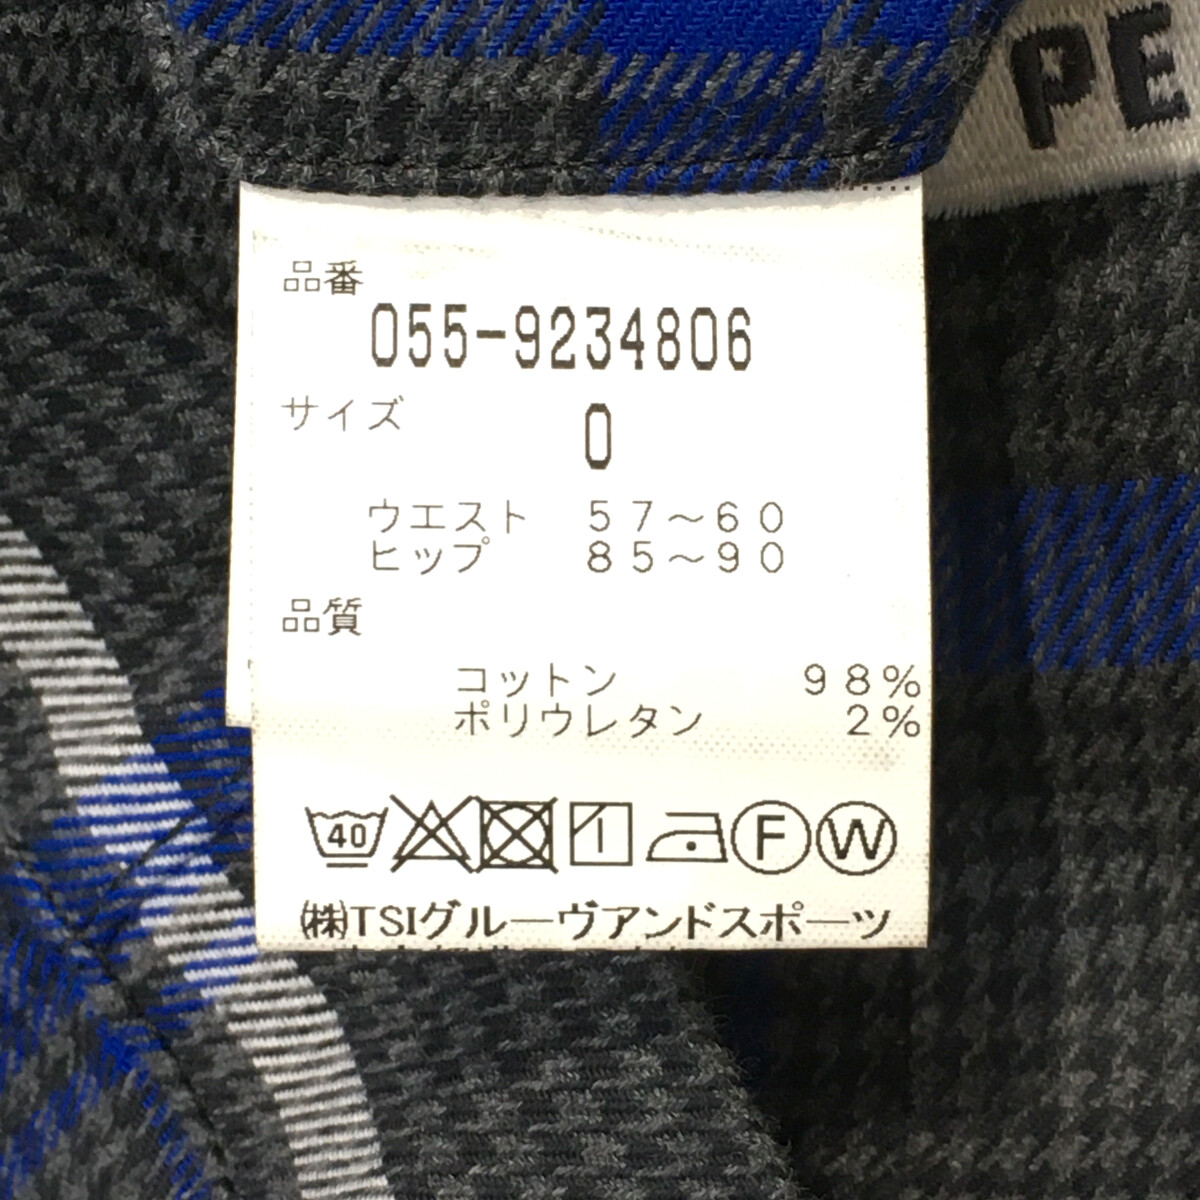 PE
品番
055-9234806
サイズ
0
ウエスト 57～60
ヒップ 85～90
品質
コットン 98%
ポリウレタン 2%
40 F W
㈱TSIグルーヴアンドスポーツ